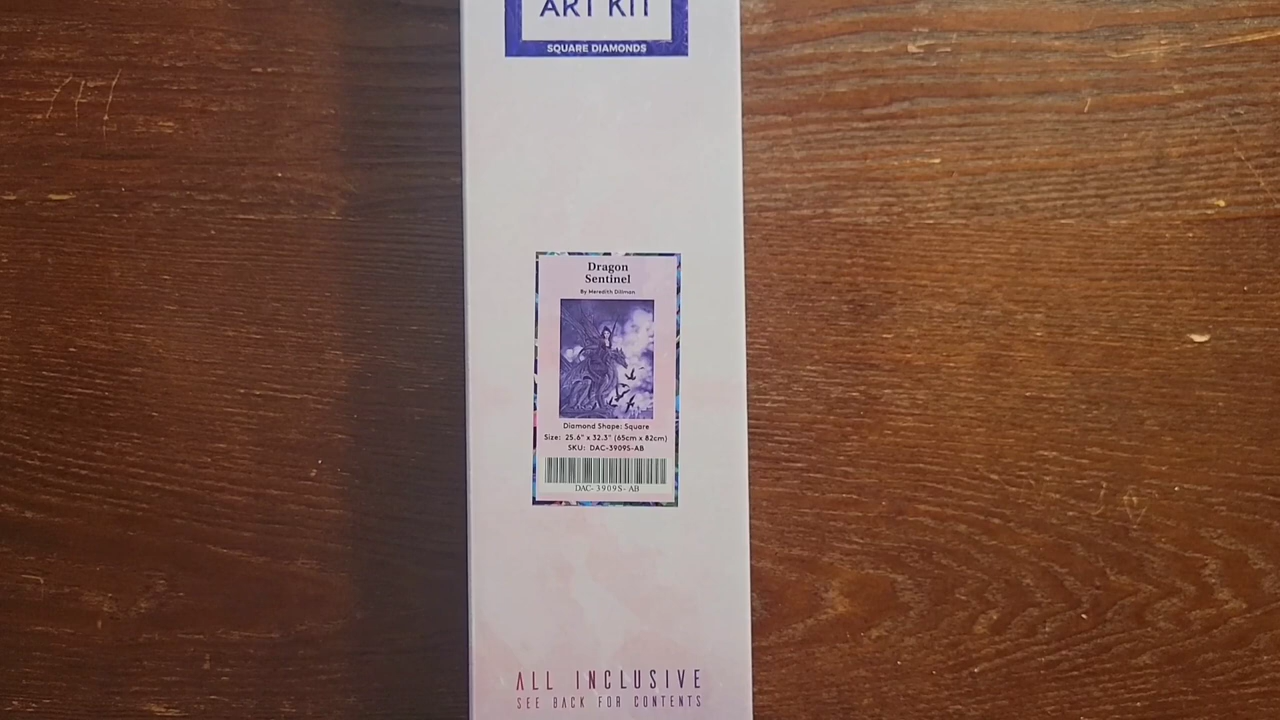 ART KIT
SQUARE DIAMONDS
Dragon
Sentinel
By Meredith Dillman
Diamond Shape: Square
Size: 25.6" x 32.3" (65cm x 82cm)
SKU: DAC-3909S-AB
DAC- 3909S- AB
ALL INCLUSIVE
SEE BACK FOR CONTENTS